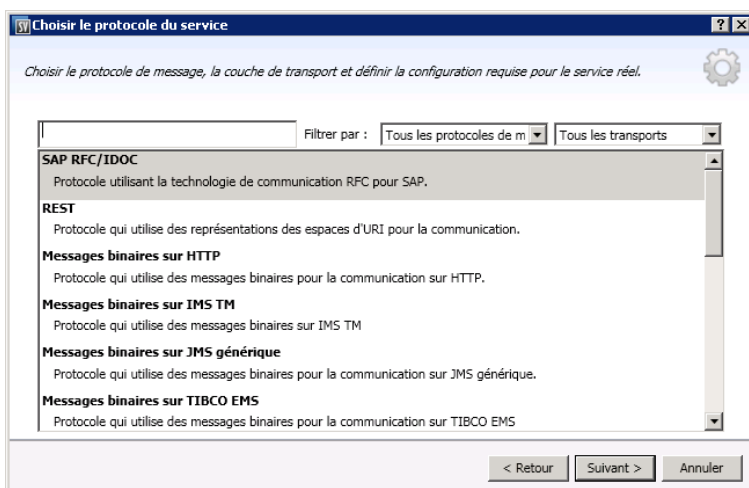 SV Choisir le protocole du service ? X
Choisir le protocole de message, la couche de transport et définir la configuration requise pour le service réel.
Filtrer par : Tous les protocoles de m Tous les transports
SAP RFC/IDOC
Protocole utilisant la technologie de communication RFC pour SAP.
REST
Protocole qui utilise des représentations des espaces d'URI pour la communication.
Messages binaires sur HTTP
Protocole qui utilise des messages binaires pour la communication sur HTTP.
Messages binaires sur IMS TM
Protocole qui utilise des messages binaires sur IMS TM
Messages binaires sur JMS générique
Protocole qui utilise des messages binaires pour la communication sur JMS générique.
Messages binaires sur TIBCO EMS
Protocole qui utilise des messages binaires pour la communication sur TIBCO EMS
< Retour Suivant > Annuler